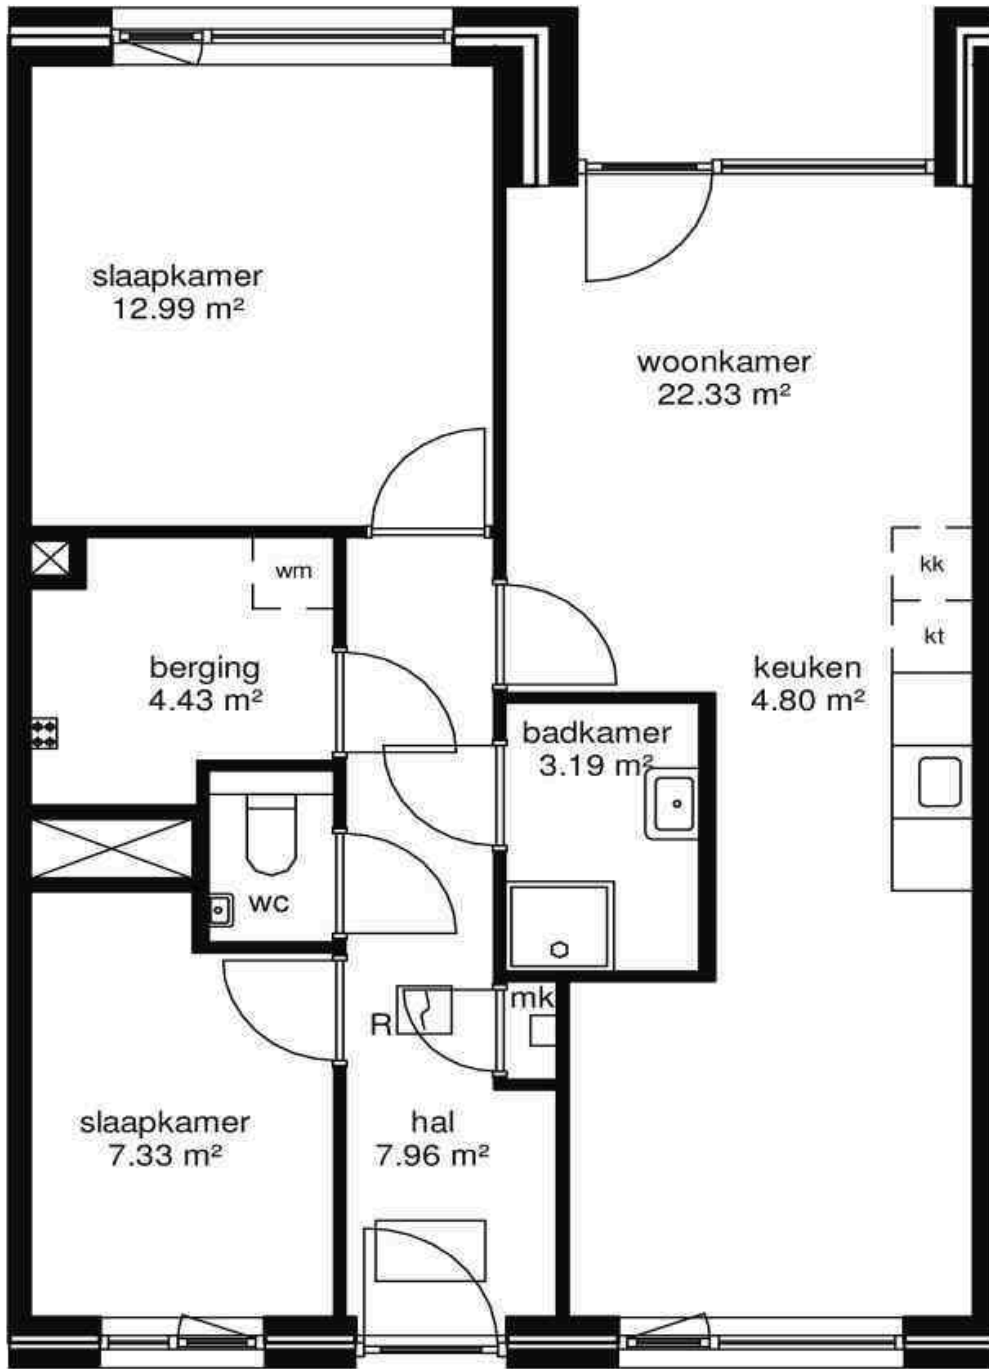 slaapkamer
12.99 m²
woonkamer
22.33 m²
wm
kk
kt
berging
4.43 m²
keuken
4.80 m²
badkamer
3.19 m²
wc
mk
R
slaapkamer
7.33 m²
hal
7.96 m²